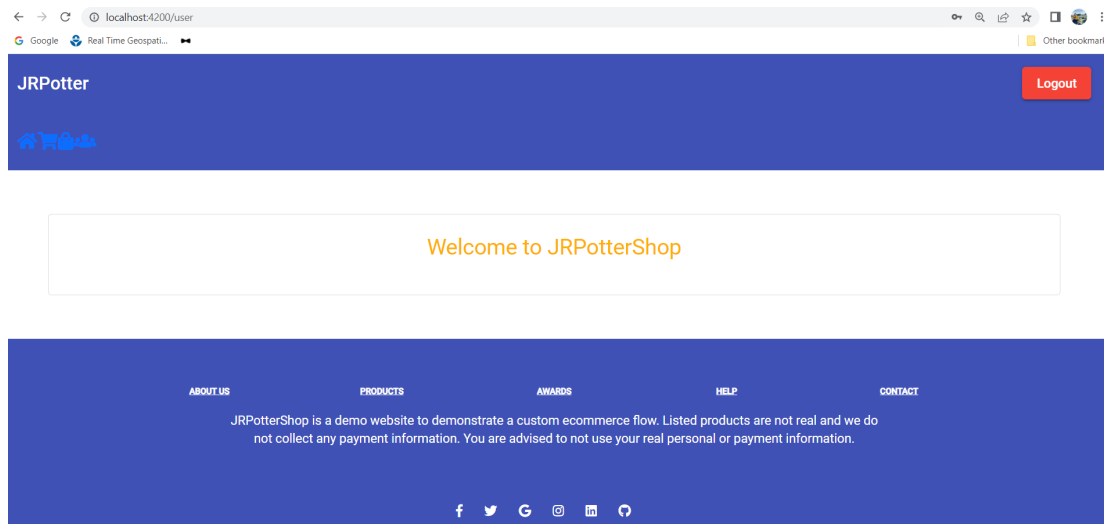 localhost:4200/user
Google Real Time Geospati... Other bookmark
JRPotter Logout
Welcome to JRPotterShop
ABOUT US PRODUCTS AWARDS HELP CONTACT
JRPotterShop is a demo website to demonstrate a custom ecommerce flow. Listed products are not real and we do
not collect any payment information. You are advised to not use your real personal or payment information.